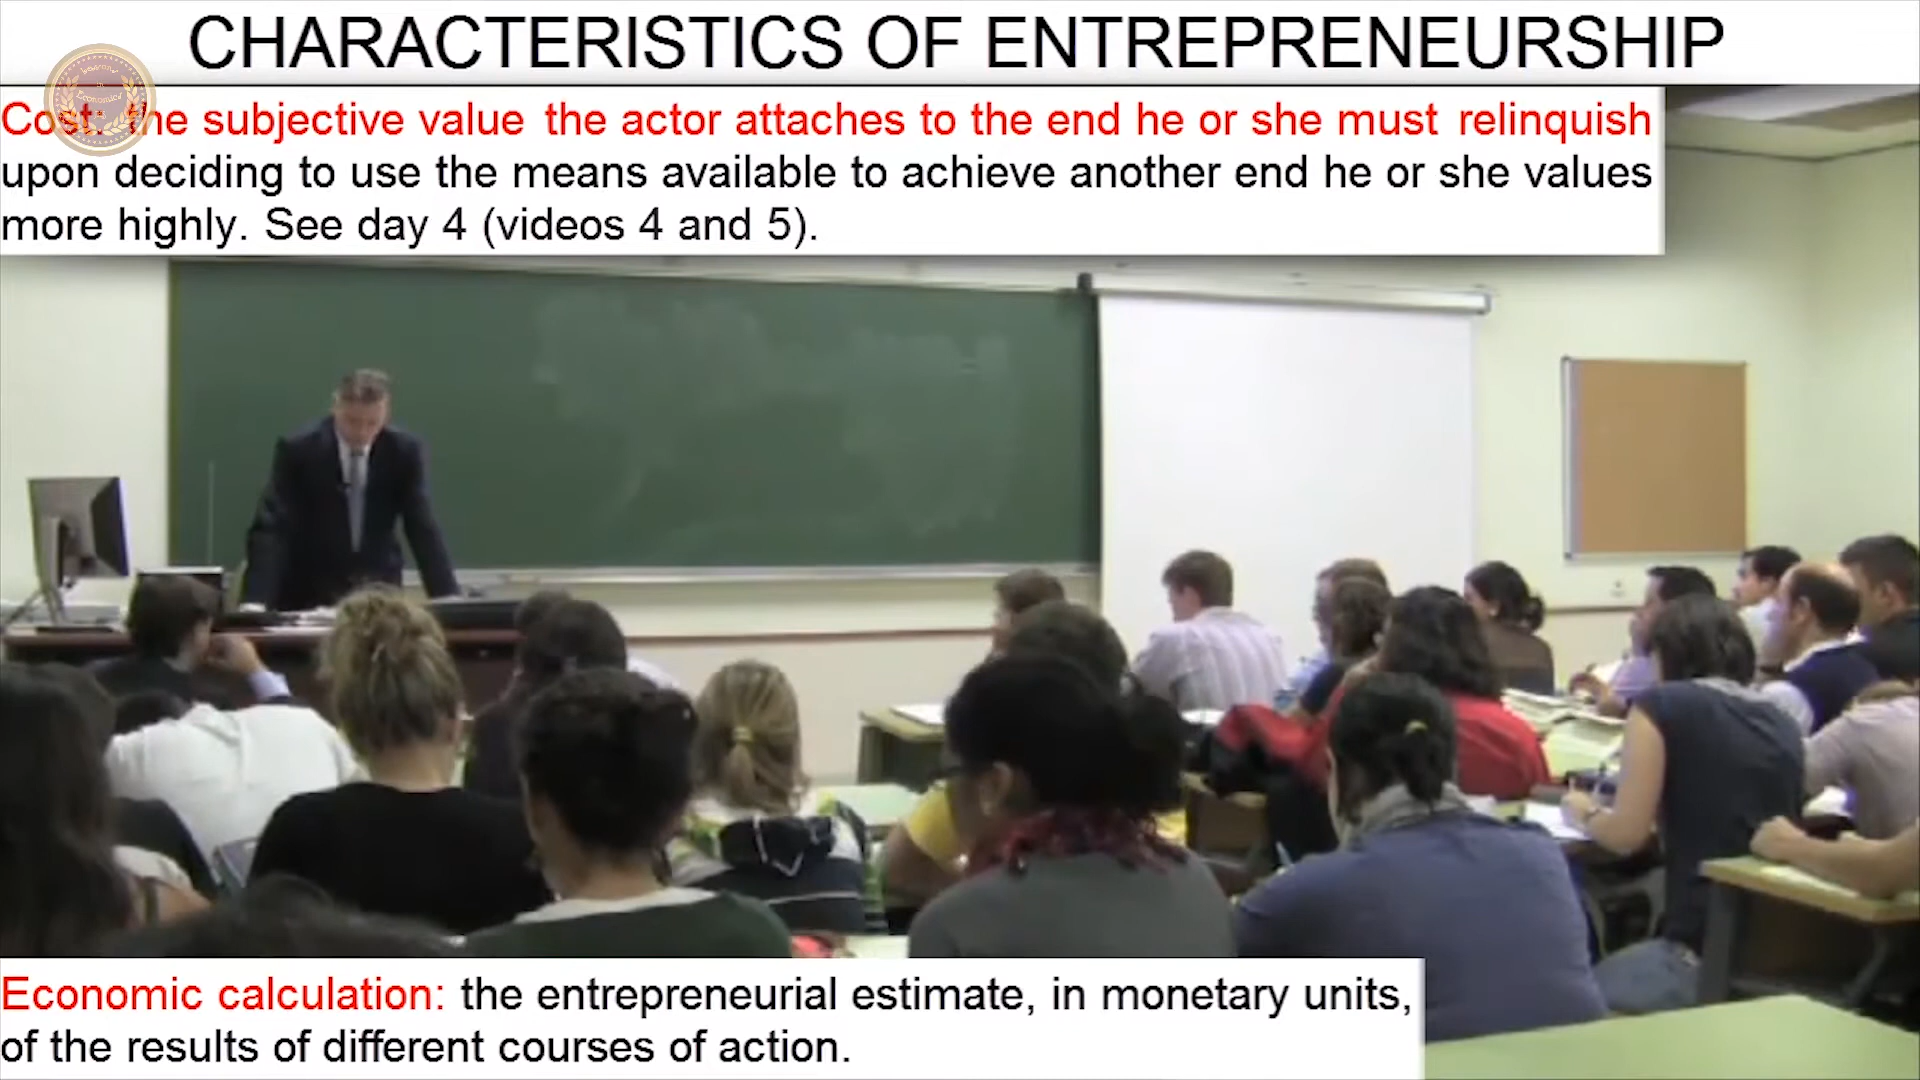 CHARACTERISTICS OF ENTREPRENEURSHIP
Economics
Cost: the subjective value the actor attaches to the end he or she must relinquish
upon deciding to use the means available to achieve another end he or she values
more highly. See day 4 (videos 4 and 5).
Economic calculation: the entrepreneurial estimate, in monetary units,
of the results of different courses of action.